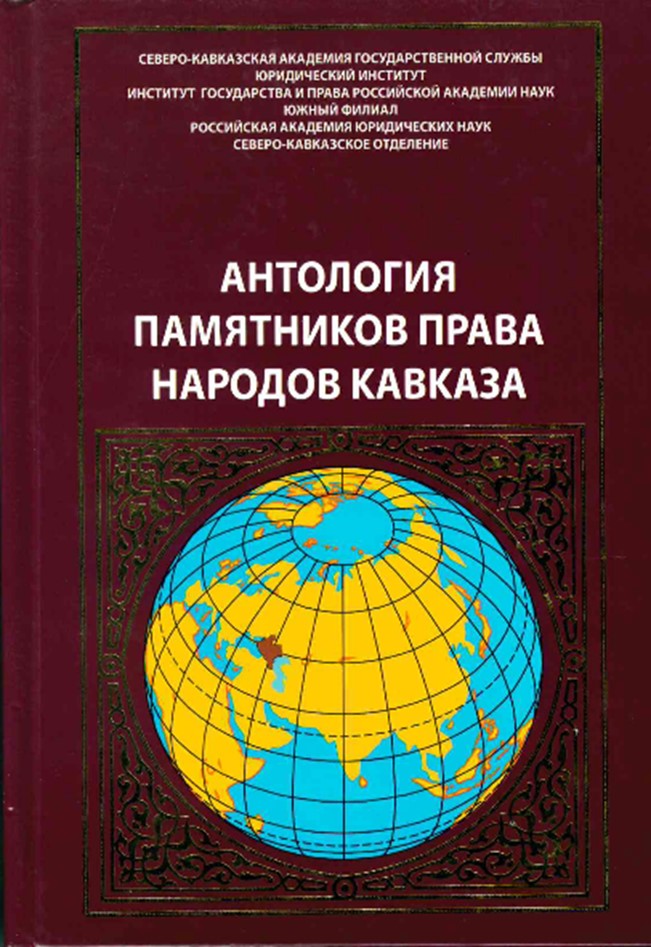 СЕВЕРО-КАВКАЗСКАЯ АКАДЕМИЯ ГОСУДАРСТВЕННОЙ СЛУЖБЫ
ЮРИДИЧЕСКИЙ ИНСТИТУТ
ИНСТИТУТ ГОСУДАРСТВА И ПРАВА РОССИЙСКОЙ АКАДЕМИИ НАУК
ЮЖНЫЙ ФИЛИАЛ
РОССИЙСКАЯ АКАДЕМИЯ ЮРИДИЧЕСКИХ НАУК
СЕВЕРО-КАВКАЗСКОЕ ОТДЕЛЕНИЕ
АНТОЛОГИЯ
ПАМЯТНИКОВ ПРАВА
НАРОДОВ КАВКАЗА